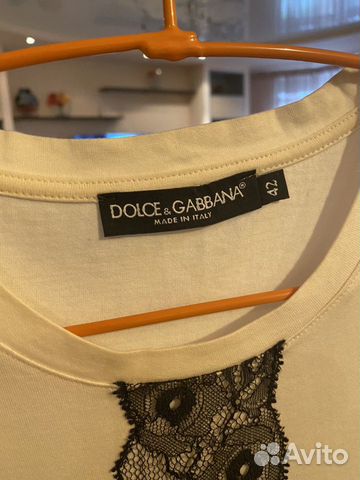 DOLCE & GABBANA®
MADE IN ITALY
42
Avito